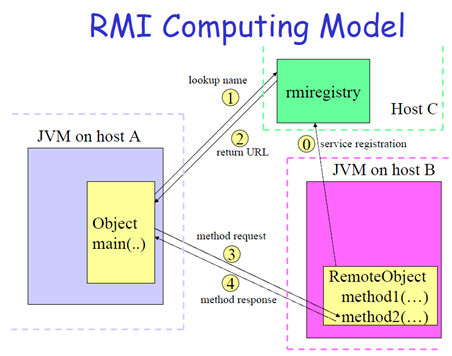 RMI Computing Model
lookup name
1
rmiregistry
Host C
2
return URL
0
service registration
JVM on host A
JVM on host B
Object
main(..)
method request
3
4
method response
RemoteObject
method1(…)
method2(…)